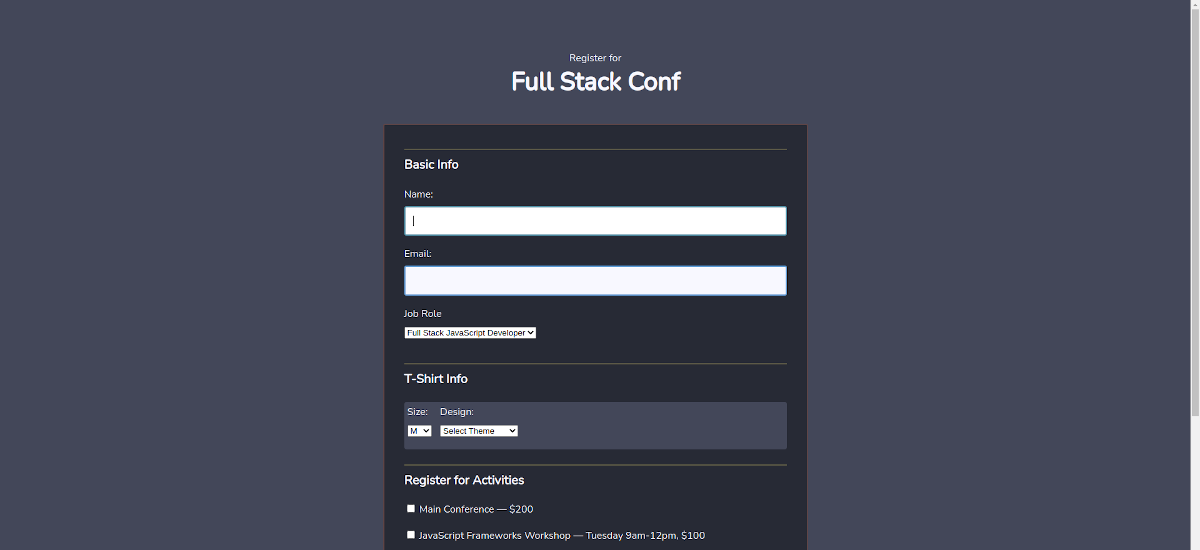 Register for
Full Stack Conf
Basic Info
Name:
Email:
Job Role
Full Stack JavaScript Developer
T-Shirt Info
Size: Design:
M Select Theme
Register for Activities
Main Conference — $200
JavaScript Frameworks Workshop — Tuesday 9am-12pm, $100